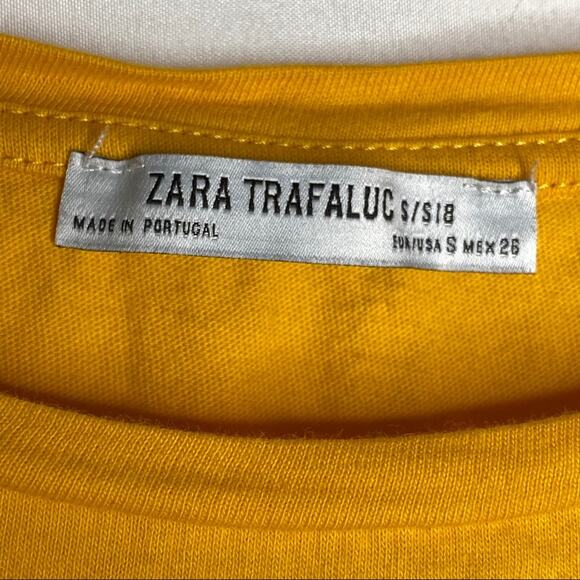 ZARA TRAFALUC S/S18
MADE IN PORTUGAL
EUR/USA S MEX 26